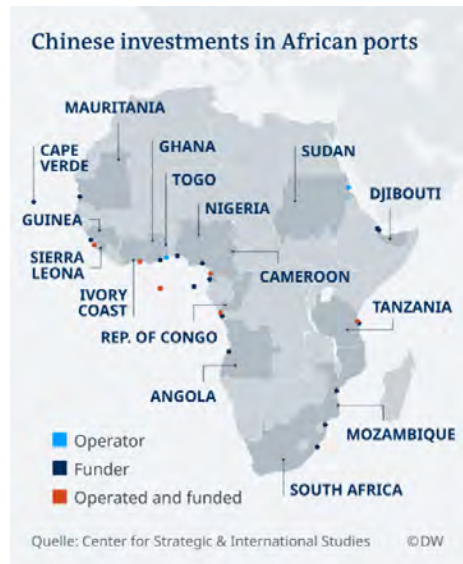 Chinese investments in African ports
MAURITANIA
CAPE
VERDE
GHANA
SUDAN
TOGO
DJIBOUTI
GUINEA
NIGERIA
SIERRA
LEONA
CAMEROON
IVORY
COAST
TANZANIA
REP. OF CONGO
ANGOLA
MOZAMBIQUE
Operator
Funder
Operated and funded
SOUTH AFRICA
Quelle: Center for Strategic & International Studies ©DW